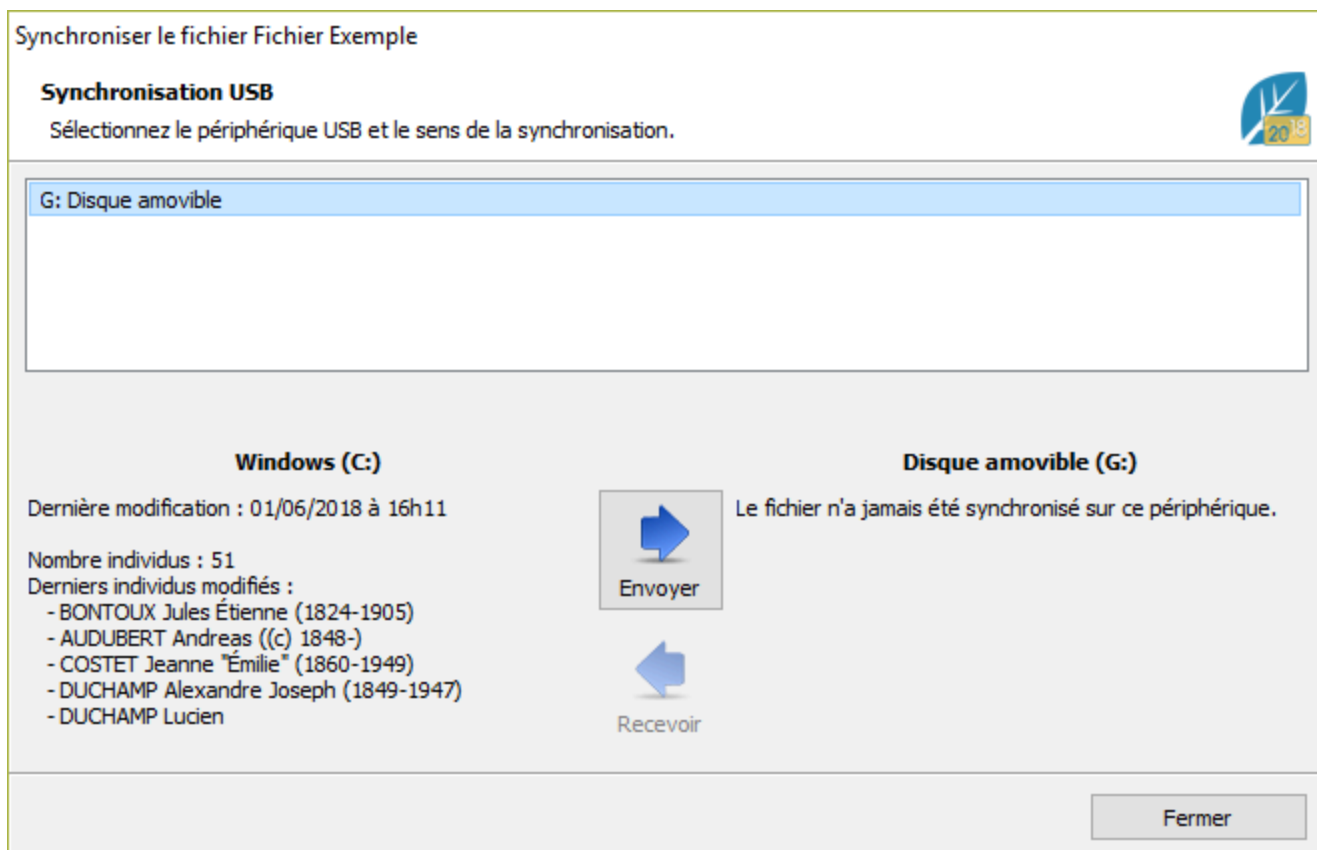 Synchroniser le fichier Fichier Exemple
Synchronisation USB
Sélectionnez le périphérique USB et le sens de la synchronisation.
2018
G: Disque amovible
Windows (C:)
Disque amovible (G:)
Dernière modification : 01/06/2018 à 16h11
Le fichier n'a jamais été synchronisé sur ce périphérique.
Nombre individus : 51
Derniers individus modifiés :
- BONTOUX Jules Étienne (1824-1905)
- AUDUBERT Andreas ((c) 1848-)
- COSTET Jeanne "Émilie" (1860-1949)
- DUCHAMP Alexandre Joseph (1849-1947)
- DUCHAMP Lucien
Envoyer
Recevoir
Fermer